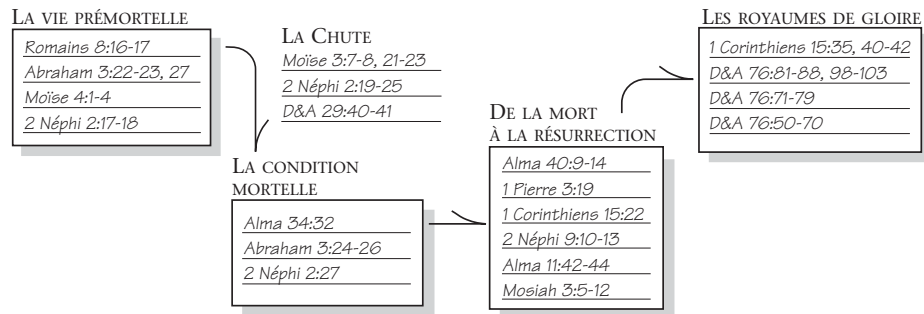 LA VIE PRÉMORTELLE
Romains 8:16-17
Abraham 3:22-23, 27
Moïse 4:1-4
2 Néphi 2:17-18
LA CHUTE
Moïse 3:7-8, 21-23
2 Néphi 2:19-25
D&A 29:40-41
LA CONDITION
MORTELLE
Alma 34:32
Abraham 3:24-26
2 Néphi 2:27
DE LA MORT
À LA RÉSURRECTION
Alma 40:9-14
1 Pierre 3:19
1 Corinthiens 15:22
2 Néphi 9:10-13
Alma 11:42-44
Mosiah 3:5-12
LES ROYAUMES DE GLOIRE
1 Corinthiens 15:35, 40-42
D&A 76:81-88, 98-103
D&A 76:71-79
D&A 76:50-70